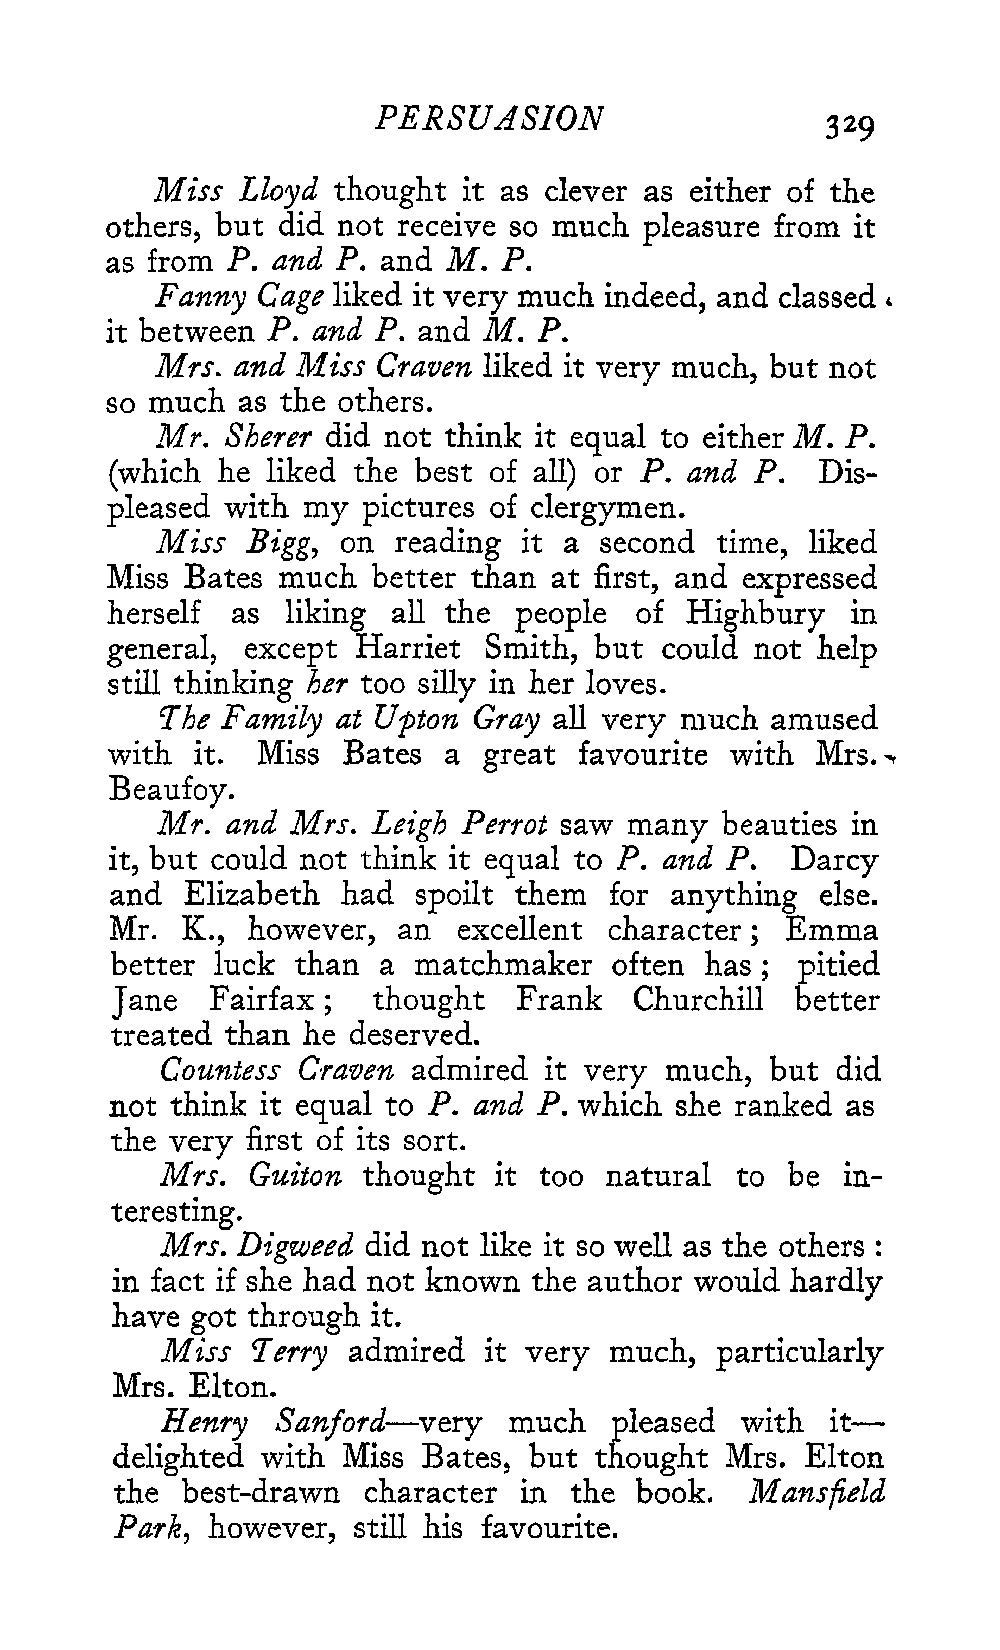 PERSUASION 329
Miss Lloyd thought it as clever as either of the
others, but did not receive so much pleasure from it
as from P. and P. and M. P.
Fanny Cage liked it very much indeed, and classed
it between P. and P. and M. P.
Mrs. and Miss Craven liked it very much, but not
so much as the others.
Mr. Sherer did not think it equal to either M. P.
(which he liked the best of all) or P. and P. Dis-
pleased with my pictures of clergymen.
Miss Bigg, on reading it a second time, liked
Miss Bates much better than at first, and expressed
herself as liking all the people of Highbury in
general, except Harriet Smith, but could not help
still thinking her too silly in her loves.
The Family at Upton Gray all very much amused
with it. Miss Bates a great favourite with Mrs.
Beaufoy.
Mr. and Mrs. Leigh Perrot saw many beauties in
it, but could not think it equal to P. and P. Darcy
and Elizabeth had spoilt them for anything else.
Mr. K., however, an excellent character; Emma
better luck than a matchmaker often has; pitied
Jane Fairfax; thought Frank Churchill better
treated than he deserved.
Countess Craven admired it very much, but did
not think it equal to P. and P. which she ranked as
the very first of its sort.
Mrs. Guiton thought it too natural to be in-
teresting.
Mrs. Digweed did not like it so well as the others:
in fact if she had not known the author would hardly
have got through it.
Miss Terry admired it very much, particularly
Mrs. Elton.
Henry Sanford—very much pleased with it—
delighted with Miss Bates, but thought Mrs. Elton
the best-drawn character in the book. Mansfield
Park, however, still his favourite.